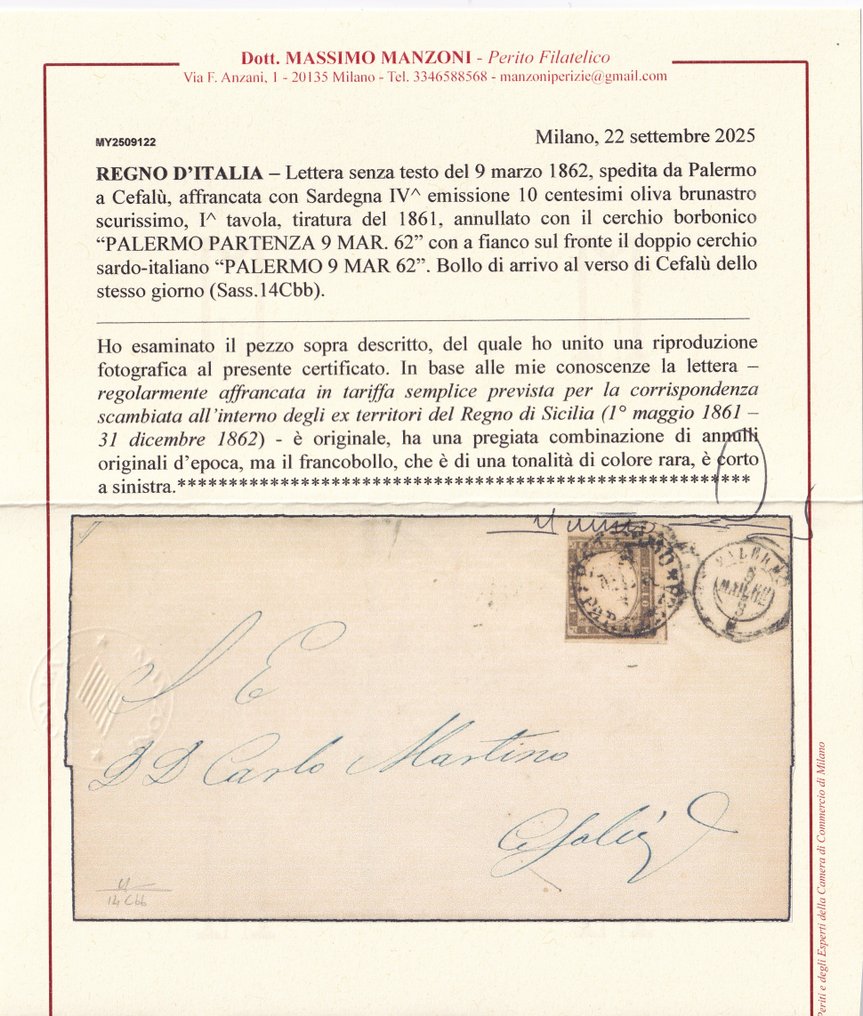 Dott. MASSIMO MANZONI - Perito Filatelico
Via F. Anzani, 1 - 20135 Milano - Tel. 3346588568 - manzoniperizie@gmail.com
MY2509122
Milano, 22 settembre 2025
REGNO D'ITALIA – Lettera senza testo del 9 marzo 1862, spedita da Palermo
a Cefalù, affrancata con Sardegna IV^ emissione 10 centesimi oliva brunastro
scurissimo, I^ tavola, tiratura del 1861, annullato con il cerchio borbonico
“PALERMO PARTENZA 9 MAR. 62” con a fianco sul fronte il doppio cerchio
sardo-italiano “PALERMO 9 MAR 62”. Bollo di arrivo al verso di Cefalù dello
stesso giorno (Sass.14Cbb).
Ho esaminato il pezzo sopra descritto, del quale ho unito una riproduzione
fotografica al presente certificato. In base alle mie conoscenze la lettera –
regolarmente affrancata in tariffa semplice prevista per la corrispondenza
scambiata all'interno degli ex territori del Regno di Sicilia (1° maggio 1861 –
31 dicembre 1862) - è originale, ha una pregiata combinazione di annulli
originali d'epoca, ma il francobollo, che è di una tonalità di colore rara, è corto
a sinistra.********************************************************
PALERMO
S E
D D Carlo Martino
Cefalù
14 Cbb
Periti e degli Esperti della Camera di Commercio di Milano